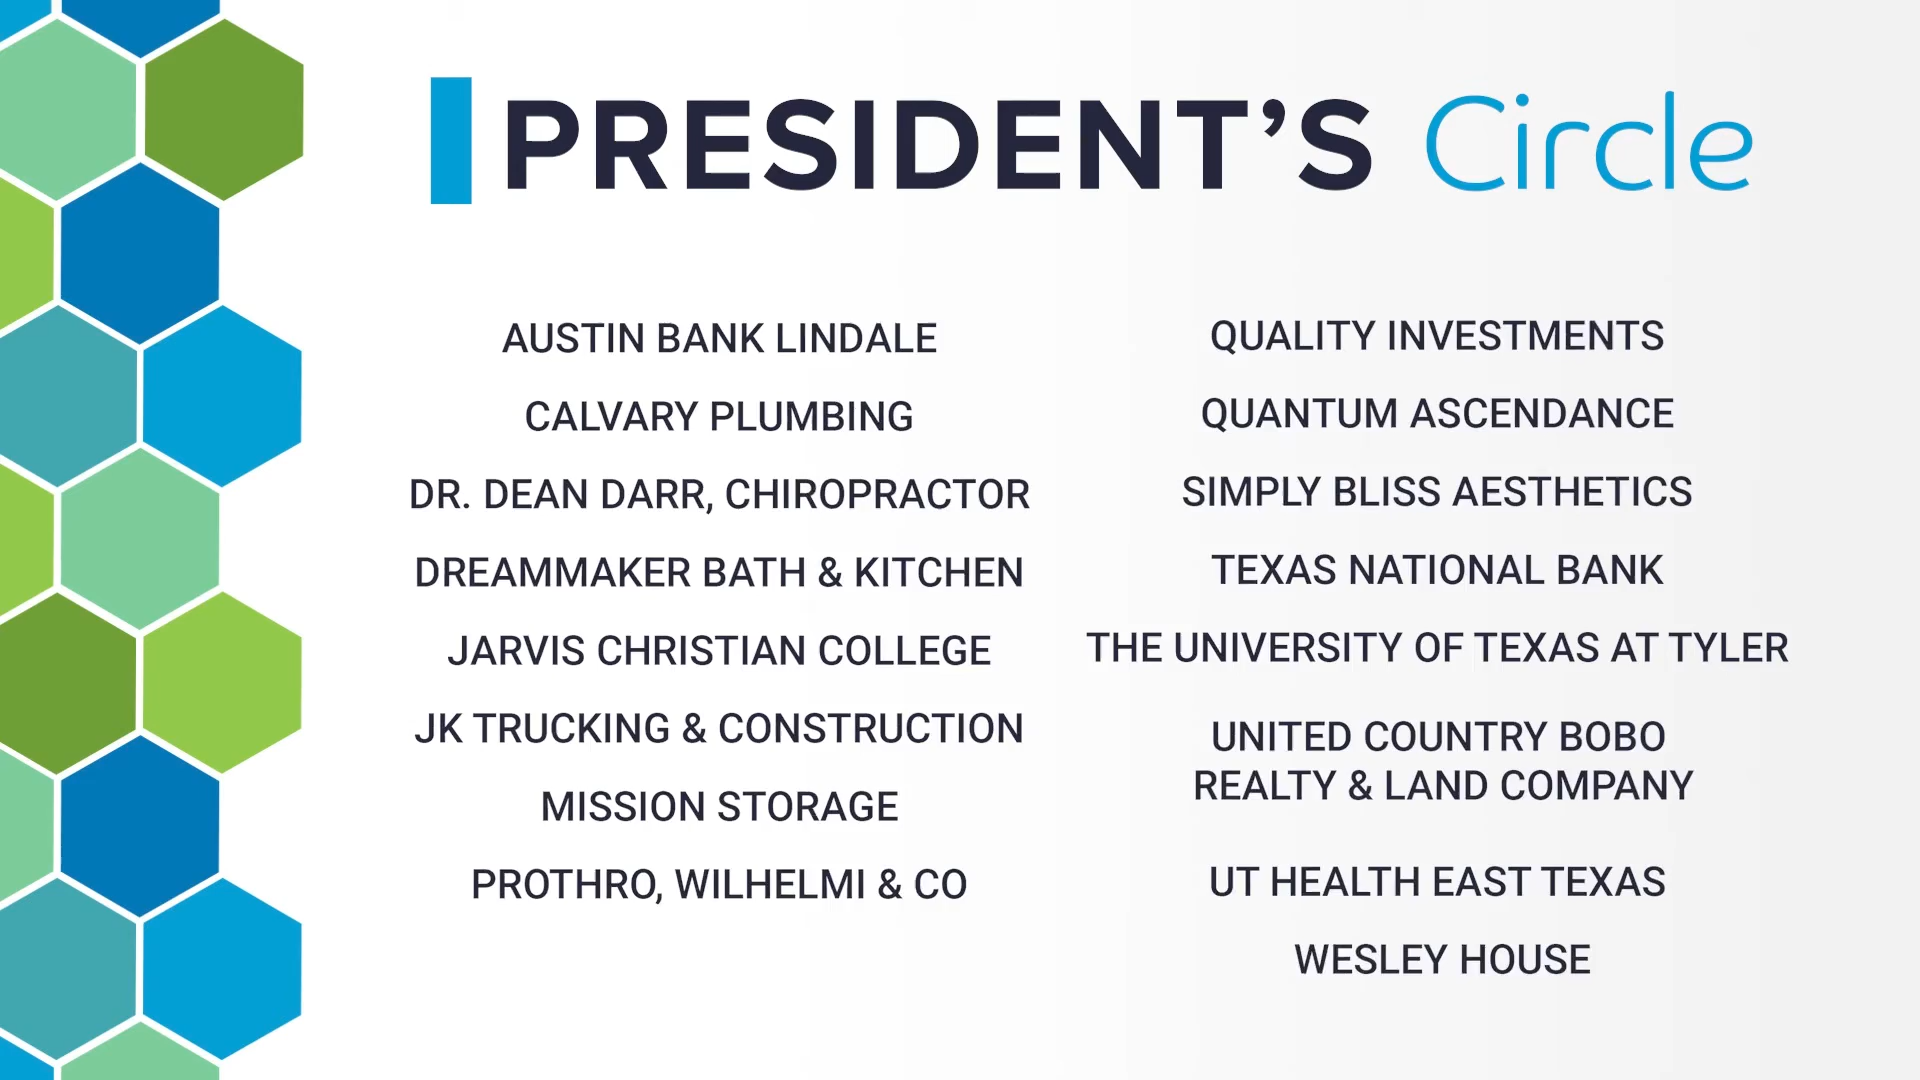 PRESIDENT’S Circle
AUSTIN BANK LINDALE
CALVARY PLUMBING
DR. DEAN DARR, CHIROPRACTOR
DREAMMAKER BATH & KITCHEN
JARVIS CHRISTIAN COLLEGE
JK TRUCKING & CONSTRUCTION
MISSION STORAGE
PROTHRO, WILHELMI & CO
QUALITY INVESTMENTS
QUANTUM ASCENDANCE
SIMPLY BLISS AESTHETICS
TEXAS NATIONAL BANK
THE UNIVERSITY OF TEXAS AT TYLER
UNITED COUNTRY BOBO
REALTY & LAND COMPANY
UT HEALTH EAST TEXAS
WESLEY HOUSE